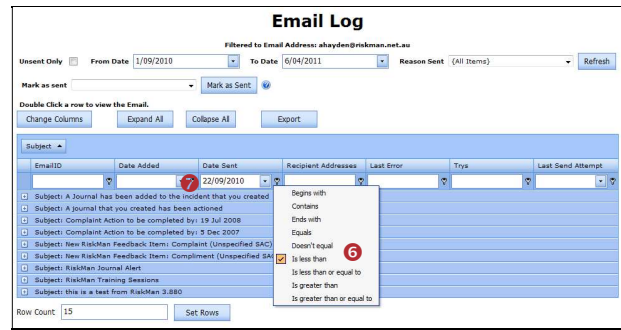 Email Log
Filtered to Email Address: ahayden@riskman.net.au
Unsent Only From Date 1/09/2010 To Date 6/04/2011 Reason Sent {All Items} Refresh
Mark as sent Mark as Sent
Double Click a row to view the Email.
Change Columns Expand All Collapse All Export
Subject
EmailID Date Added Date Sent Recipient Addresses Last Error Trys Last Send Attempt
7 22/09/2010
Begins with
Contains
Ends with
Equals
Doesn't equal
Is less than 6
Is less than or equal to
Is greater than
Is greater than or equal to
Subject: A Journal has been added to the incident that you created
Subject: A journal that you created has been actioned
Subject: Complaint Action to be completed by: 19 Jul 2008
Subject: Complaint Action to be completed by: 5 Dec 2007
Subject: New RiskMan Feedback Item: Complaint (Unspecified SAC)
Subject: New RiskMan Feedback Item: Compliment (Unspecified SAC
Subject: RiskMan Journal Alert
Subject: RiskMan Training Sessions
Subject: this is a test from RiskMan 3.880
Row Count 15 Set Rows